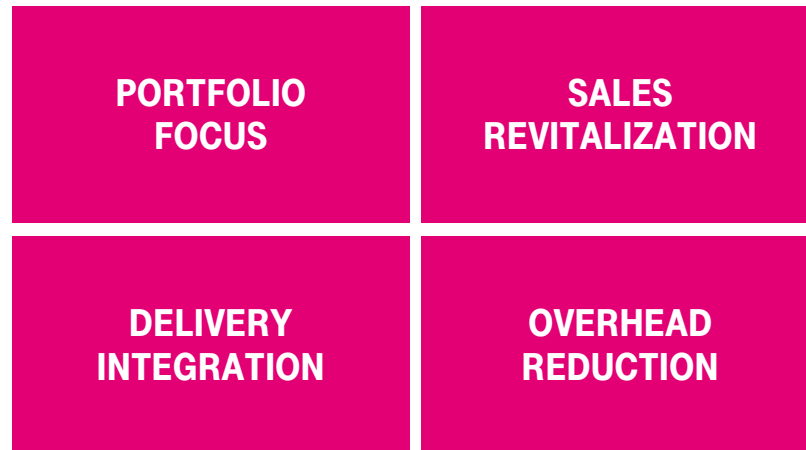 PORTFOLIO
FOCUS
SALES
REVITALIZATION
DELIVERY
INTEGRATION
OVERHEAD
REDUCTION